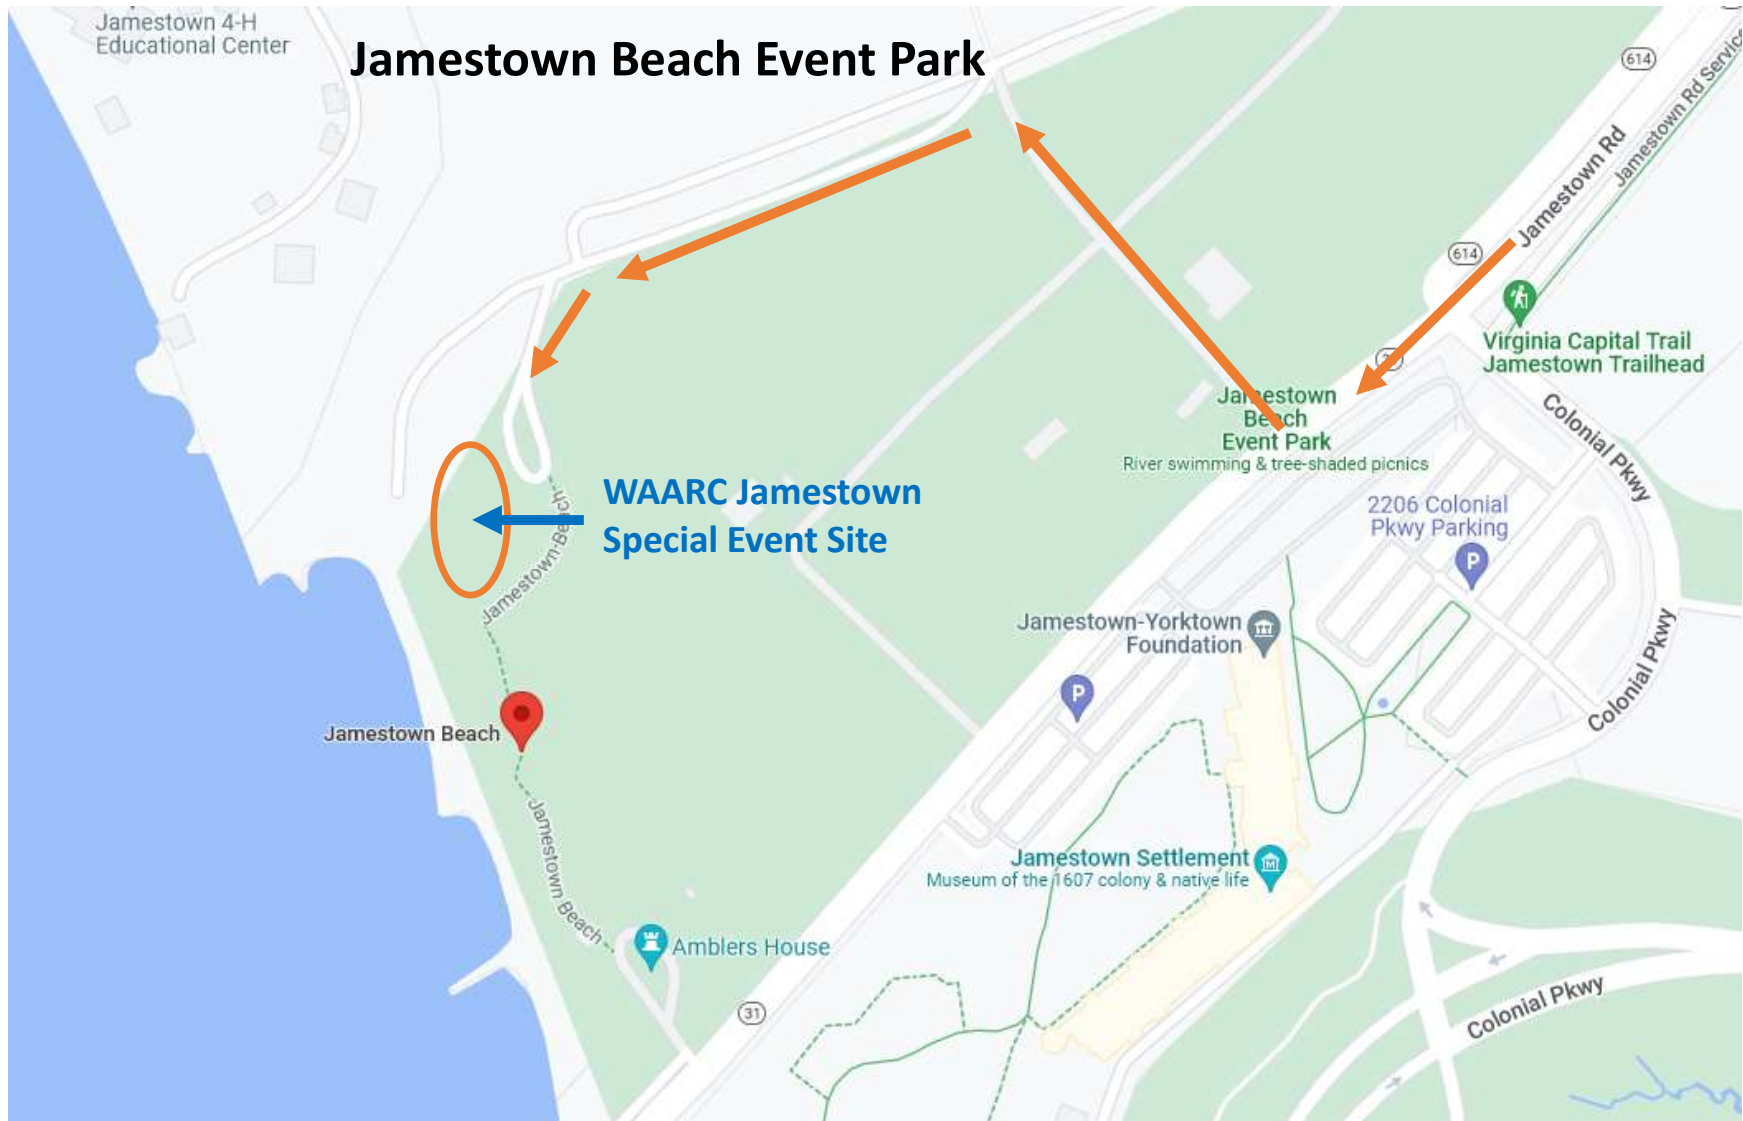 Jamestown 4-H
Educational Center
Jamestown Beach Event Park
614
Jamestown Rd Service
Jamestown Rd
614
Virginia Capital Trail
Jamestown Trailhead
Colonial Pkwy
Jamestown
Beach
Event Park
River swimming & tree-shaded picnics
WAARC Jamestown
Special Event Site
Jamestown-Beach
2206 Colonial
Pkwy Parking
P
Jamestown-Yorktown
Foundation
P
Colonial Pkwy
Jamestown Beach
Jamestown Beach
Jamestown Settlement
Museum of the 1607 colony & native life
Amblers House
31
Colonial Pkwy